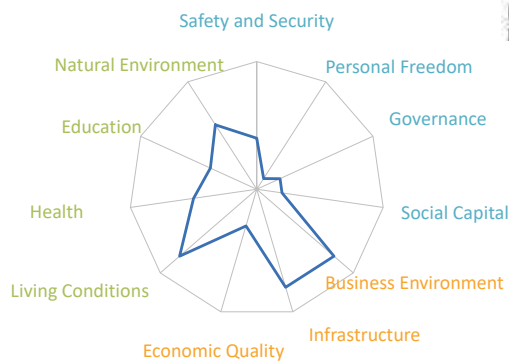 Safety and Security
Natural Environment
Personal Freedom
Education
Governance
Health
Social Capital
Living Conditions
Business Environment
Infrastructure
Economic Quality